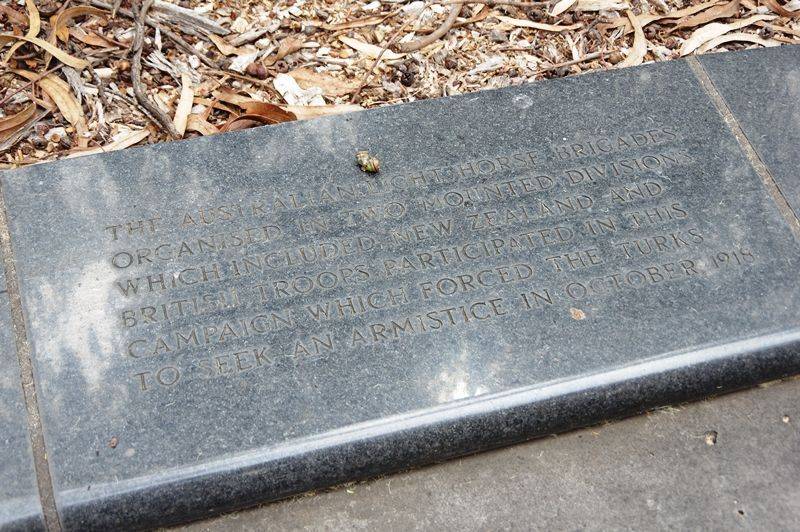 THE AUSTRALIAN LIGHT HORSE BRIGADES
ORGANISED IN TWO MOUNTED DIVISIONS
WHICH INCLUDED NEW ZEALAND AND
BRITISH TROOPS PARTICIPATED IN THIS
CAMPAIGN WHICH FORCED THE TURKS
TO SEEK AN ARMISTICE IN OCTOBER 1918